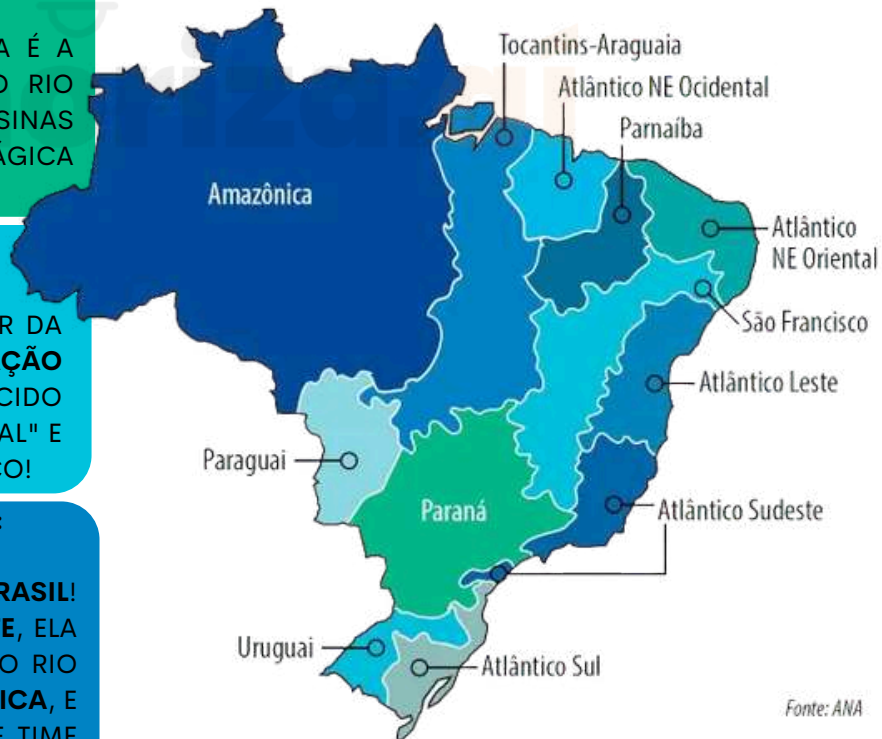 A É A
O RIO
SINAS
ÁGICA
R DA
ÇÃO
CIDO
AL" E
CO!
:
RASIL!
E, ELA
O RIO
ICA, E
E TIME
Tocantins-Araguaia
Atlântico NE Ocidental
Parnaíba
Amazônica
Atlântico
NE Oriental
São Francisco
Atlântico Leste
Paraguai
Paraná
Atlântico Sudeste
Uruguai
Atlântico Sul
Fonte: ANA